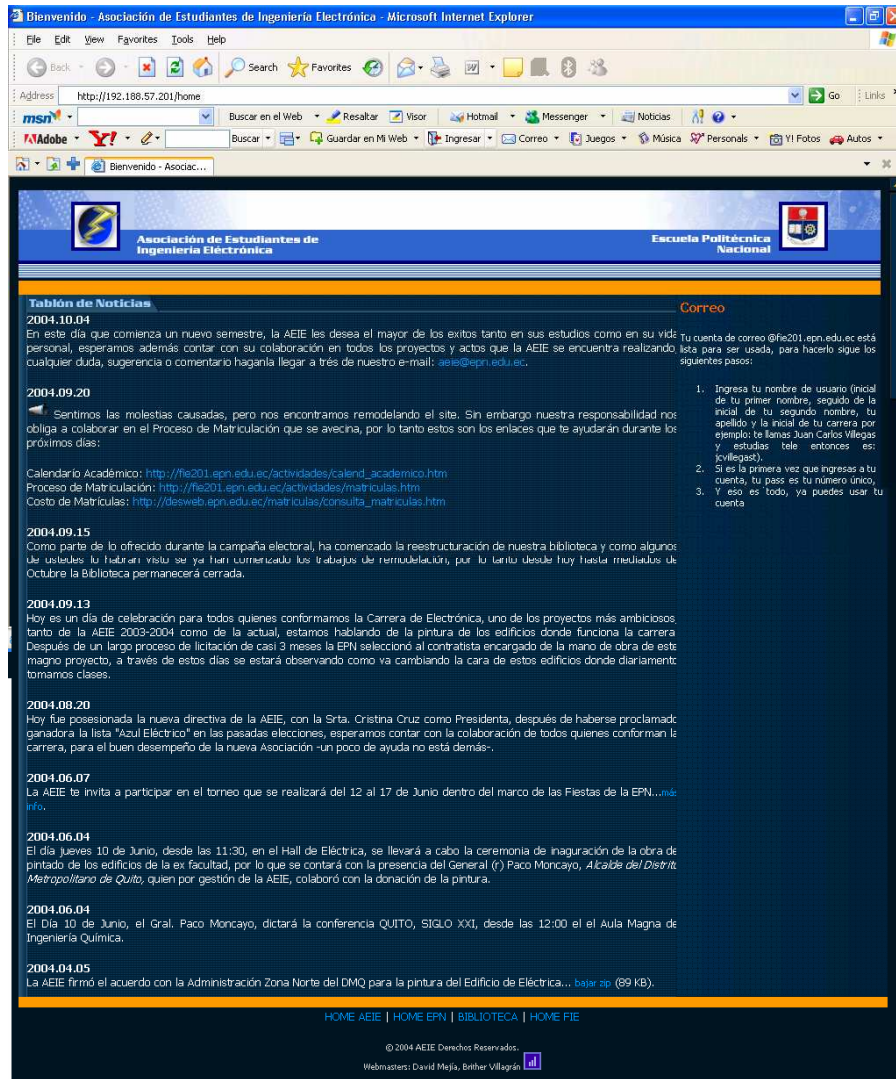 Bienvenido - Asociación de Estudiantes de Ingeniería Electrónica - Microsoft Internet Explorer
File Edit View Favorites Tools Help
Back Search Favorites
Address http://192.188.57.201/home Go Links
msn Buscar en el Web Resaltar Visor Hotmail Messenger Noticias
Adobe Y! Buscar Guardar en Mi Web Ingresar Correo Juegos Música Personals Y! Fotos Autos
Bienvenido - Asociac...
Asociación de Estudiantes de
Ingeniería Eléctrónica
Escuela Politécnica
Nacional
Tablón de Noticias
2004.10.04
En este día que comienza un nuevo semestre, la AEIE les desea el mayor de los exitos tanto en sus estudios como en su vida
personal, esperamos además contar con su colaboración en todos los proyectos y actos que la AEIE se encuentra realizando,
cualquier duda, sugerencia o comentario haganla llegar a trés de nuestro e-mail: aeie@epn.edu.ec.
2004.09.20
Sentimos las molestias causadas, pero nos encontramos remodelando el site. Sin embargo nuestra responsabilidad nos
obliga a colaborar en el Proceso de Matriculación que se avecina, por lo tanto estos son los enlaces que te ayudarán durante los
próximos días:
Calendario Académico: http://fie201.epn.edu.ec/actividades/calend_academico.htm
Proceso de Matriculación: http://fie201.epn.edu.ec/actividades/matriculas.htm
Costo de Matrículas: http://desweb.epn.edu.ec/matriculas/consulta_matriculas.htm
2004.09.15
Como parte de lo ofrecido durante la campaña electoral, ha comenzado la reestructuración de nuestra biblioteca y como algunos
de ustedes lo habran visto se ya han comenzado los trabajos de remodelación, por lo tanto desde hoy hasta mediados de
Octubre la Biblioteca permanecerá cerrada.
2004.09.13
Hoy es un día de celebración para todos quienes conformamos la Carrera de Electrónica, uno de los proyectos más ambiciosos,
tanto de la AEIE 2003-2004 como de la actual, estamos hablando de la pintura de los edificios donde funciona la carrera
Después de un largo proceso de licitación de casi 3 meses la EPN seleccionó al contratista encargado de la mano de obra de este
magno proyecto, a través de estos días se estará observando como va cambiando la cara de estos edificios donde diariamente
tomamos clases.
2004.08.20
Hoy fue posesionada la nueva directiva de la AEIE, con la Srta. Cristina Cruz como Presidenta, después de haberse proclamado
ganadora la lista "Azul Eléctrico" en las pasadas elecciones, esperamos contar con la colaboración de todos quienes conforman la
carrera, para el buen desempeño de la nueva Asociación -un poco de ayuda no está demás-.
2004.06.07
La AEIE te invita a participar en el torneo que se realizará del 12 al 17 de Junio dentro del marco de las Fiestas de la EPN...más
info.
2004.06.04
El día jueves 10 de Junio, desde las 11:30, en el Hall de Eléctrica, se llevará a cabo la ceremonia de inaguración de la obra de
pintado de los edificios de la ex facultad, por lo que se contará con la presencia del General (r) Paco Moncayo, Alcalde del Distrito
Metropolitano de Quito, quien por gestión de la AEIE, colaboró con la donación de la pintura.
2004.06.04
El Día 10 de Junio, el Gral. Paco Moncayo, dictará la conferencia QUITO, SIGLO XXI, desde las 12:00 el el Aula Magna de
Ingeniería Química.
2004.04.05
La AEIE firmó el acuerdo con la Administración Zona Norte del DMQ para la pintura del Edificio de Eléctrica... bajar zip (89 KB).
Correo
Tu cuenta de correo @fie201.epn.edu.ec está
lista para ser usada, para hacerlo sigue los
siguientes pasos:
1. Ingresa tu nombre de usuario (inicial
de tu primer nombre, seguido de la
inicial de tu segundo nombre, tu
apellido y la inicial de tu carrera por
ejemplo: te llamas Juan Carlos Villegas
y estudias tele entonces es:
jcvillegast).
2. Si es la primera vez que ingresas a tu
cuenta, tu pass es tu número único,
3. Y eso es todo, ya puedes usar tu
cuenta
HOME AEIE | HOME EPN | BIBLIOTECA | HOME FIE
© 2004 AEIE Derechos Reservados.
Webmasters: David Mejía, Brither Villagrán